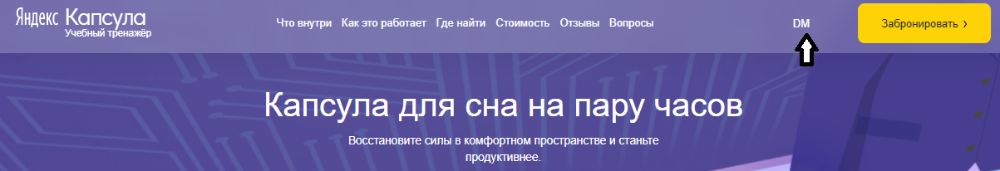 Яндекс Капсула
Учебный тренажёр
Что внутри Как это работает Где найти Стоимость Отзывы Вопросы
DM
Забронировать ›
Капсула для сна на пару часов
Восстановите силы в комфортном пространстве и станьте
продуктивнее.